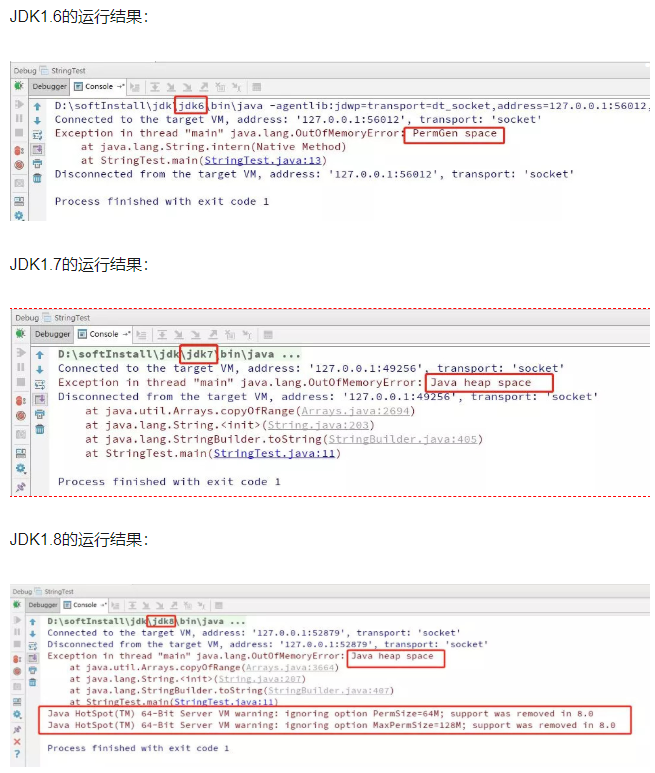 JDK1.6的运行结果：
Debug StringTest
Debugger Console
D:\softInstall\jdk\jdk6\bin\java -agentlib:jdwp=transport=dt_socket,address=127.0.0.1:56012,
Connected to the target VM, address: '127.0.0.1:56012', transport: 'socket'
Exception in thread "main" java.lang.OutOfMemoryError: PermGen space
at java.lang.String.intern(Native Method)
at StringTest.main(StringTest.java:13)
Disconnected from the target VM, address: '127.0.0.1:56012', transport: 'socket'
Process finished with exit code 1
JDK1.7的运行结果：
Debug StringTest
Debugger Console
D:\softInstall\jdk\jdk7\bin\java ...
Connected to the target VM, address: '127.0.0.1:49256', transport: 'socket'
Exception in thread "main" java.lang.OutOfMemoryError: Java heap space
Disconnected from the target VM, address: '127.0.0.1:49256', transport: 'socket'
at java.util.Arrays.copyOfRange(Arrays.java:2694)
at java.lang.String.<init>(String.java:203)
at java.lang.StringBuilder.toString(StringBuilder.java:405)
at StringTest.main(StringTest.java:11)
Process finished with exit code 1
JDK1.8的运行结果：
Debug StringTest
Debugger Console
D:\softInstall\jdk\jdk8\bin\java ...
Connected to the target VM, address: '127.0.0.1:52879', transport: 'socket'
Disconnected from the target VM, address: '127.0.0.1:52879', transport: 'socket'
Exception in thread "main" java.lang.OutOfMemoryError: Java heap space
at java.util.Arrays.copyOfRange(Arrays.java:3664)
at java.lang.String.<init>(String.java:207)
at java.lang.StringBuilder.toString(StringBuilder.java:407)
at StringTest.main(StringTest.java:11)
Java HotSpot(TM) 64-Bit Server VM warning: ignoring option PermSize=64M; support was removed in 8.0
Java HotSpot(TM) 64-Bit Server VM warning: ignoring option MaxPermSize=128M; support was removed in 8.0
Process finished with exit code 1